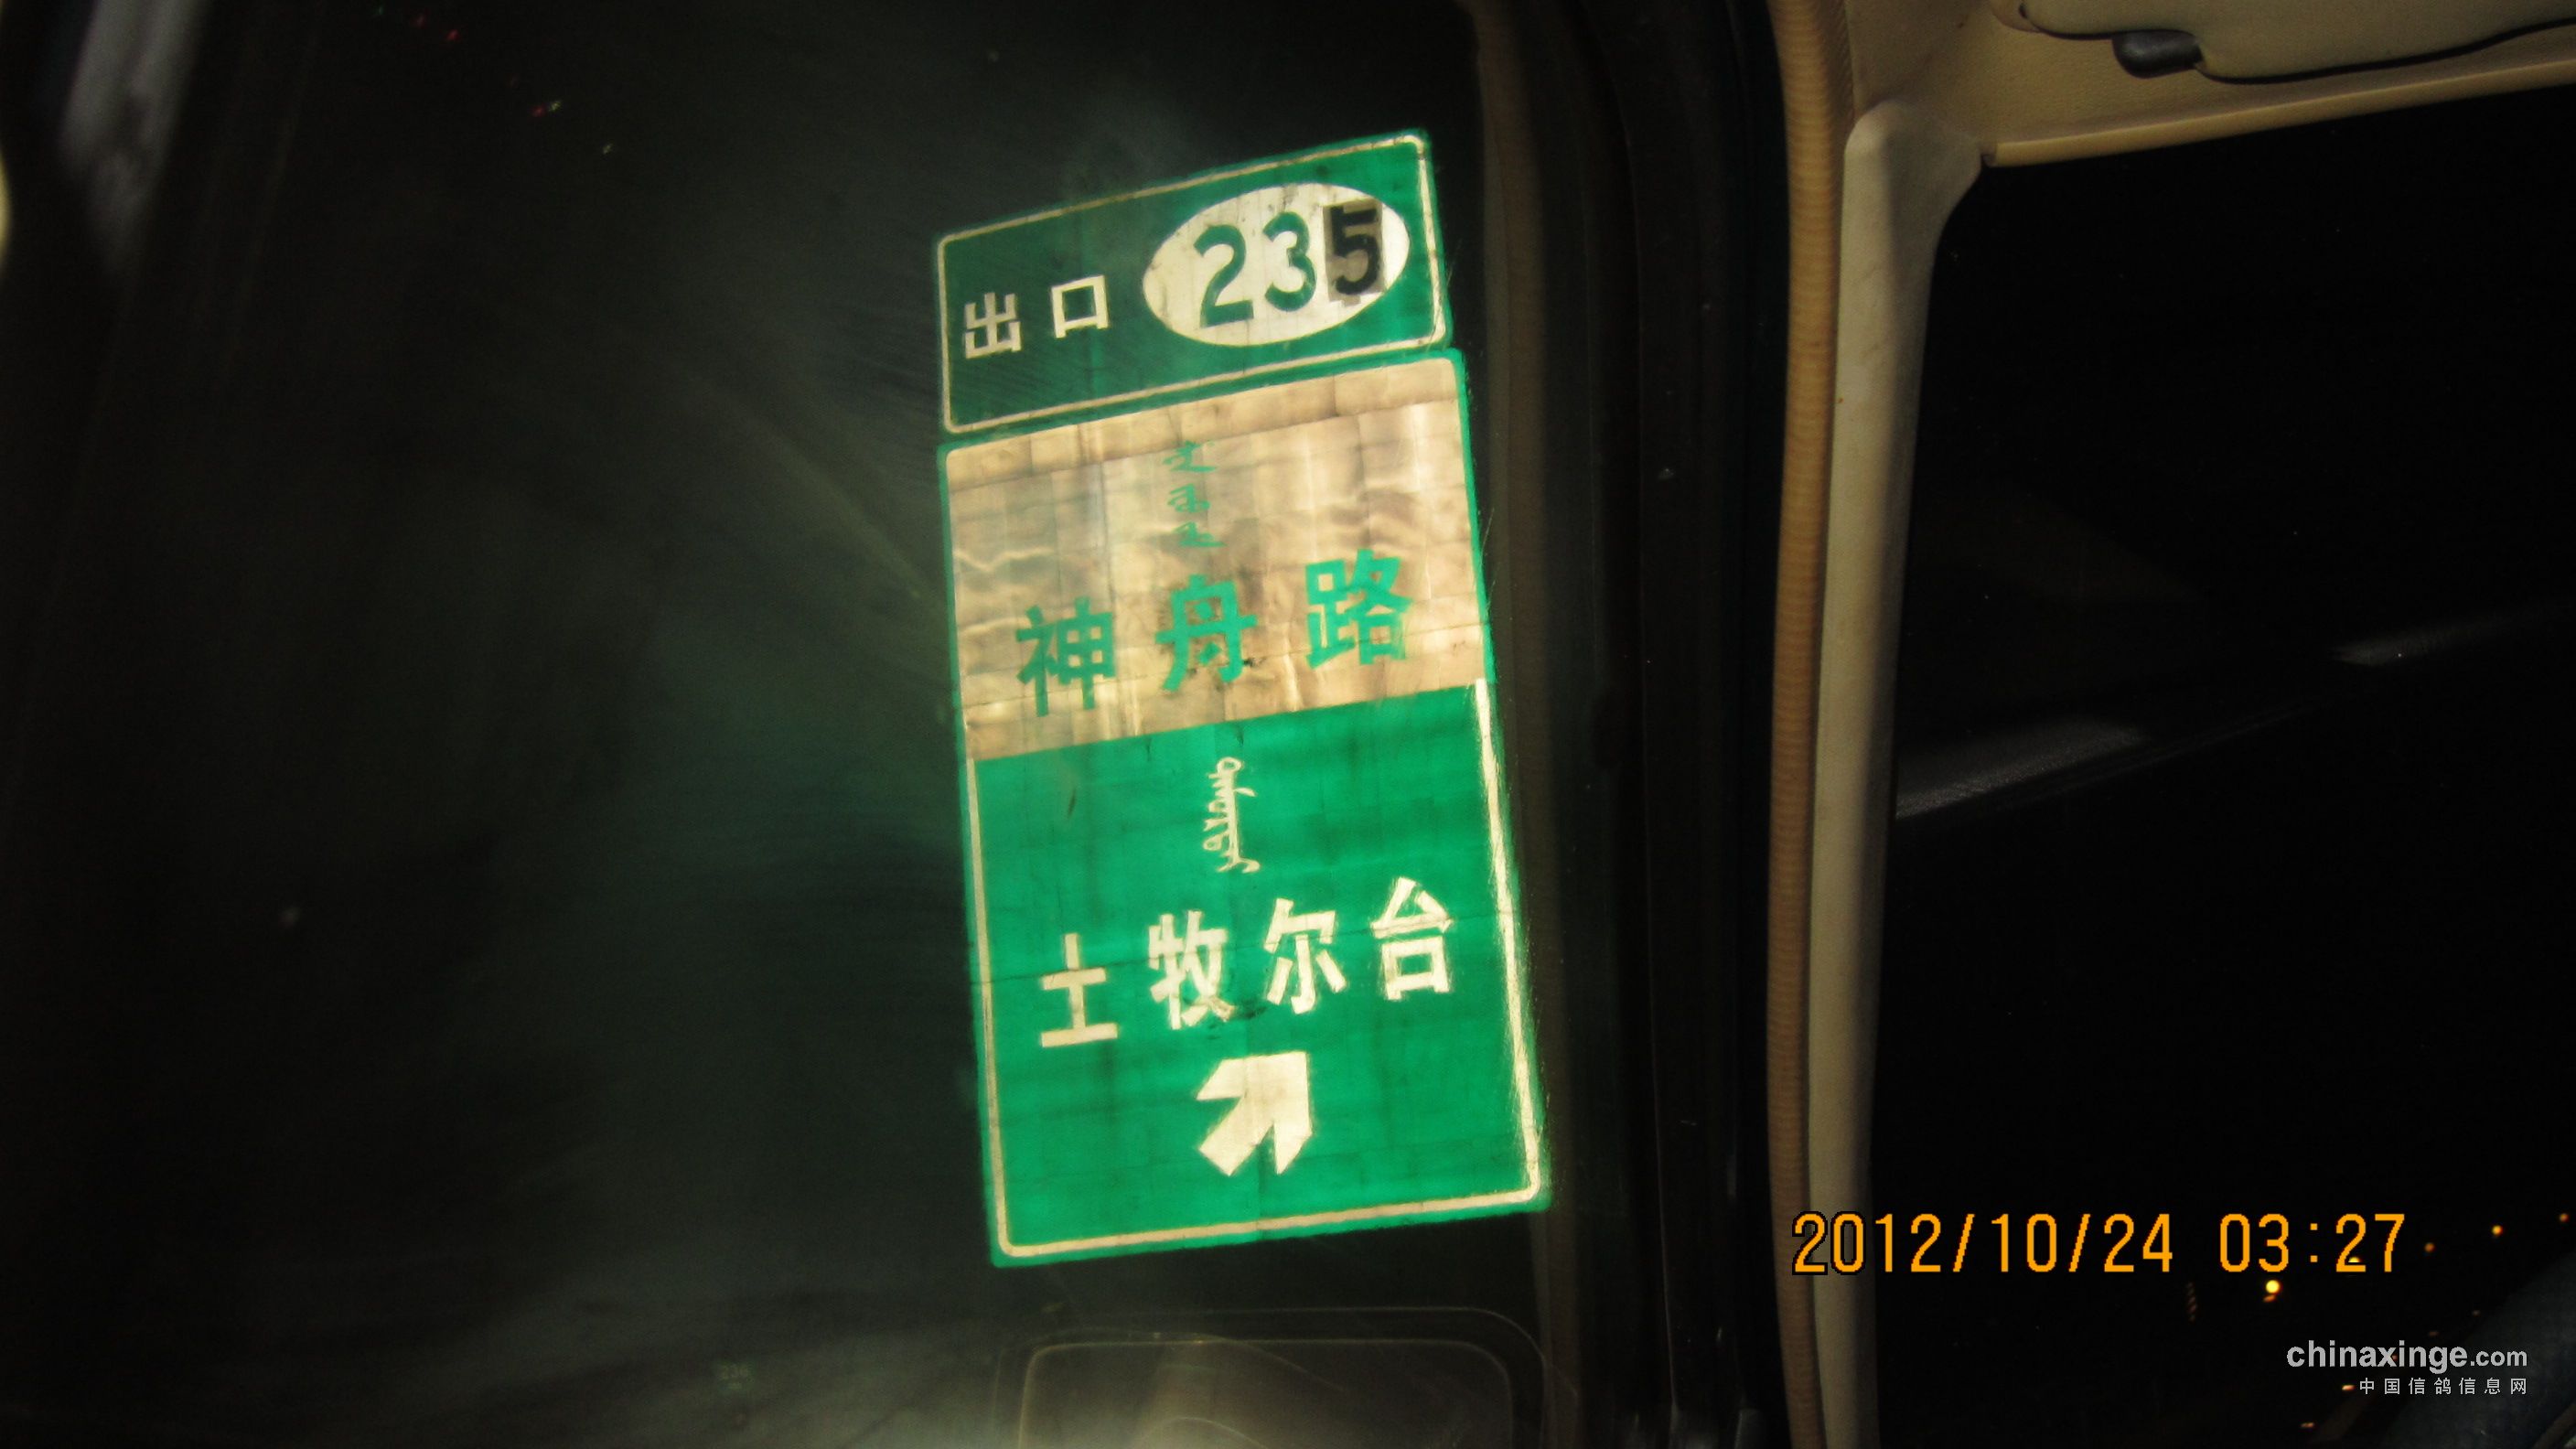 出口 235
神舟路
土牧尔台
2012/10/24 03:27
chinaxinge.com
中国信鸽信息网